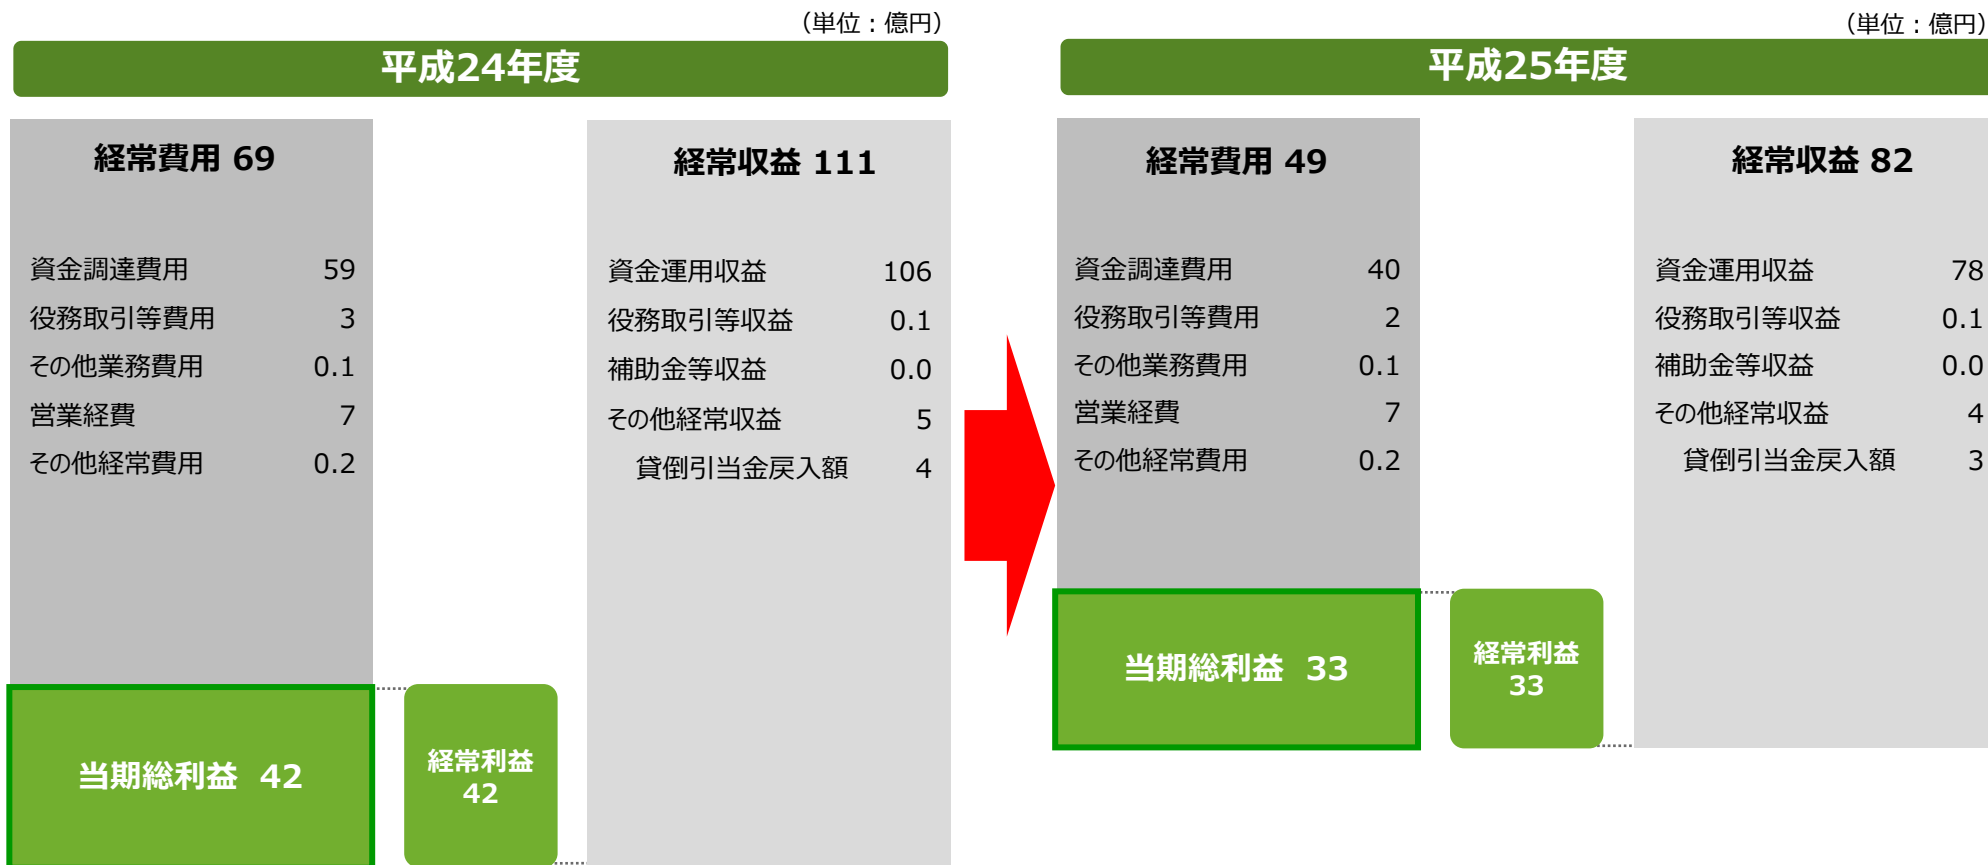 （単位：億円）
平成24年度
経常費用 69
資金調達費用 59
役務取引等費用 3
その他業務費用 0.1
営業経費 7
その他経常費用 0.2
当期総利益 42
経常利益
42
経常収益 111
資金運用収益 106
役務取引等収益 0.1
補助金等収益 0.0
その他経常収益 5
貸倒引当金戻入額 4
（単位：億円）
平成25年度
経常費用 49
資金調達費用 40
役務取引等費用 2
その他業務費用 0.1
営業経費 7
その他経常費用 0.2
当期総利益 33
経常利益
33
経常収益 82
資金運用収益 78
役務取引等収益 0.1
補助金等収益 0.0
その他経常収益 4
貸倒引当金戻入額 3